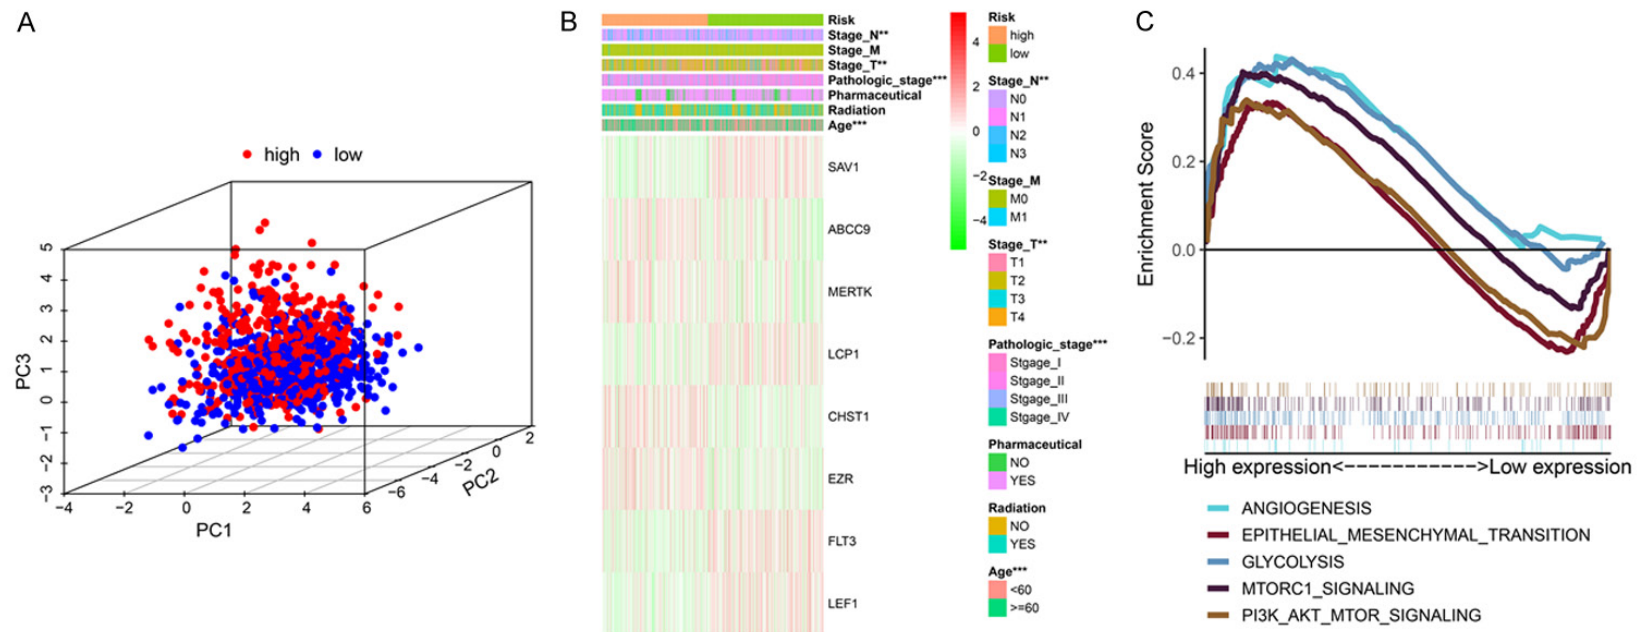 A
high low
5
4
3
2
1
0
−1
−2
−3
PC3
−4 −2 0 2 4 6
PC1
−6 −4 −2 0 2
PC2
B
Risk
Stage_N**
Stage_M
Stage_T**
Pathologic_stage***
Pharmaceutical
Radiation
Age***
SAV1
ABCC9
MERTK
LCP1
CHST1
EZR
FLT3
LEF1
4
2
0
−2
−4
Risk
high
low
Stage_N**
N0
N1
N2
N3
Stage_M
M0
M1
Stage_T**
T1
T2
T3
T4
Pathologic_stage***
Stgage_I
Stgage_II
Stgage_III
Stgage_IV
Pharmaceutical
NO
YES
Radiation
NO
YES
Age***
<60
>=60
C
Enrichment Score
0.4
0.2
0.0
−0.2
High expression<------------->Low expression
ANGIOGENESIS
EPITHELIAL_MESENCHYMAL_TRANSITION
GLYCOLYSIS
MTORC1_SIGNALING
PI3K_AKT_MTOR_SIGNALING